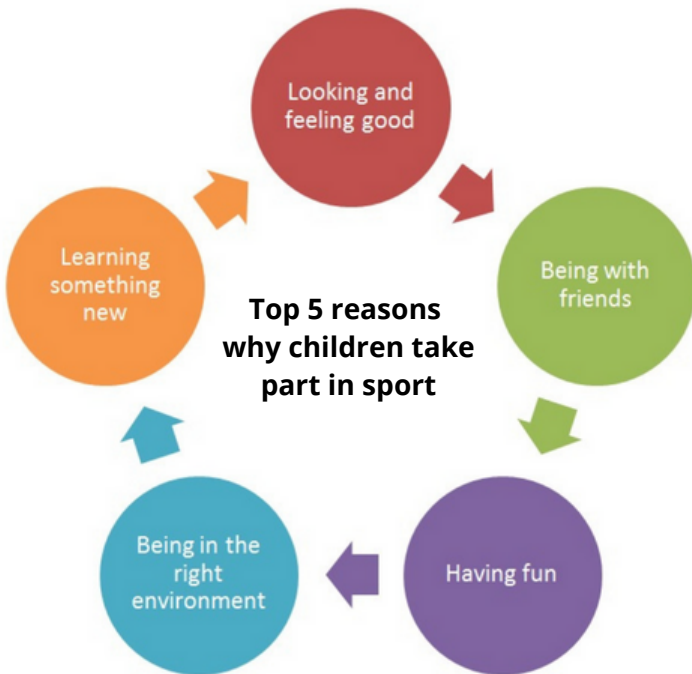 Looking and
feeling good
Being with
friends
Having fun
Being in the
right
environment
Learning
something
new
Top 5 reasons
why children take
part in sport